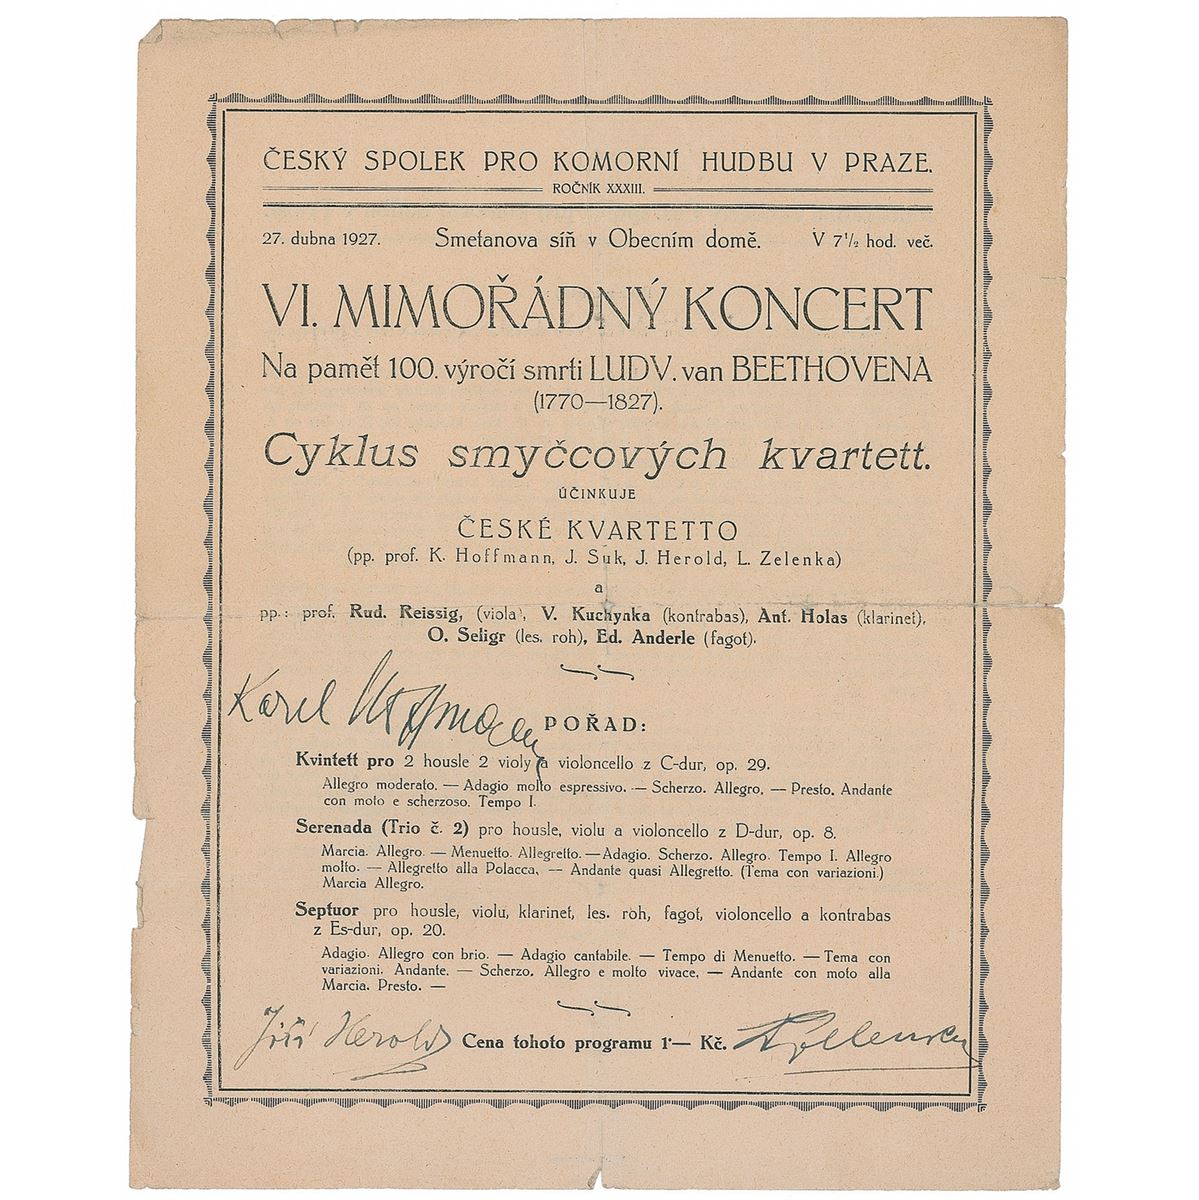 ČESKÝ SPOLEK PRO KOMORNÍ HUDBU V PRAZE.
ROČNÍK XXXIII.
27. dubna 1927. Smetanova síň v Obecním domě. V 7½ hod. več.
VI. MIMOŘÁDNÝ KONCERT
Na pamět 100. výročí smrti LUDV. van BEETHOVENA
(1770—1827).
Cyklus smyčcových kvartett.
ÚČINKUJE
ČESKÉ KVARTETTO
(pp. prof. K. Hoffmann, J. Suk, J. Herold, L. Zelenka)
a
pp.: prof. Rud. Reissig, (viola), V. Kuchynka (kontrabas), Ant. Holas (klarinet),
O. Seligr (les. roh), Ed. Anderle (fagot).
Karel Hoffmann
POŘAD:
Kvintett pro 2 housle 2 violy a violoncello z C-dur, op. 29.
Allegro moderato. — Adagio molto espressivo. — Scherzo. Allegro. — Presto. Andante
con moto e scherzoso. Tempo I.
Serenada (Trio č. 2) pro housle, violu a violoncello z D-dur, op. 8.
Marcia. Allegro. — Menuetto. Allegretto. — Adagio. Scherzo. Allegro. Tempo I. Allegro
molto. — Allegretto alla Polacca, — Andante quasi Allegretto. (Tema con variazioni.)
Marcia Allegro.
Septuor pro housle, violu, klarinet, les. roh, fagot, violoncello a kontrabas
z Es-dur, op. 20.
Adagio. Allegro con brio. — Adagio cantabile. — Tempo di Menuetto. — Tema con
variazioni. Andante. — Scherzo. Allegro e molto vivace, — Andante con moto alla
Marcia. Presto. —
Jiří Herold Cena tohoto programu 1·— Kč. L Zelenka